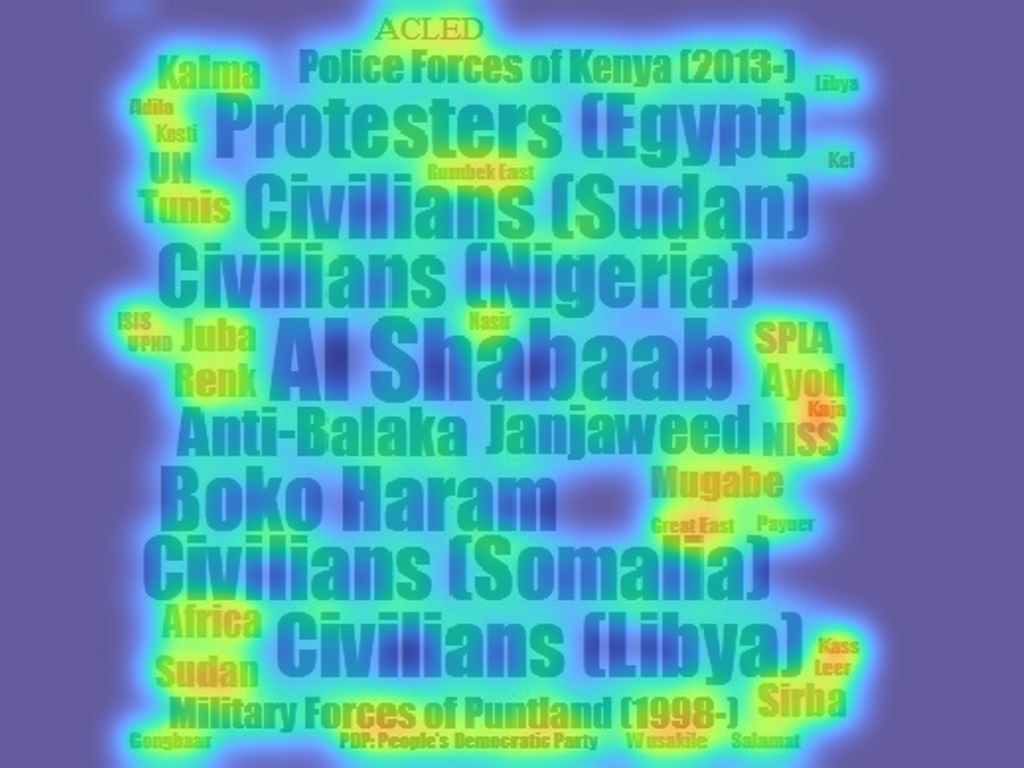 ACLED
Kalma Police Forces of Kenya (2013-) Libya
Adila Protesters (Egypt)
Kosti
UN Rumbek East Kef
Tunis Civilians (Sudan)
Civilians (Nigeria)
ISIS Juba Nasir SPLA
UPND Al Shabaab
Renk Ayod
Kaja
Anti-Balaka Janjaweed NISS
Boko Haram Mugabe
Great East Payuer
Civilians (Somalia)
Africa Civilians (Libya) Kass
Sudan Leer
Military Forces of Puntland (1998-) Sirba
Gongbaar PDP: People's Democratic Party Wusakile Salamat